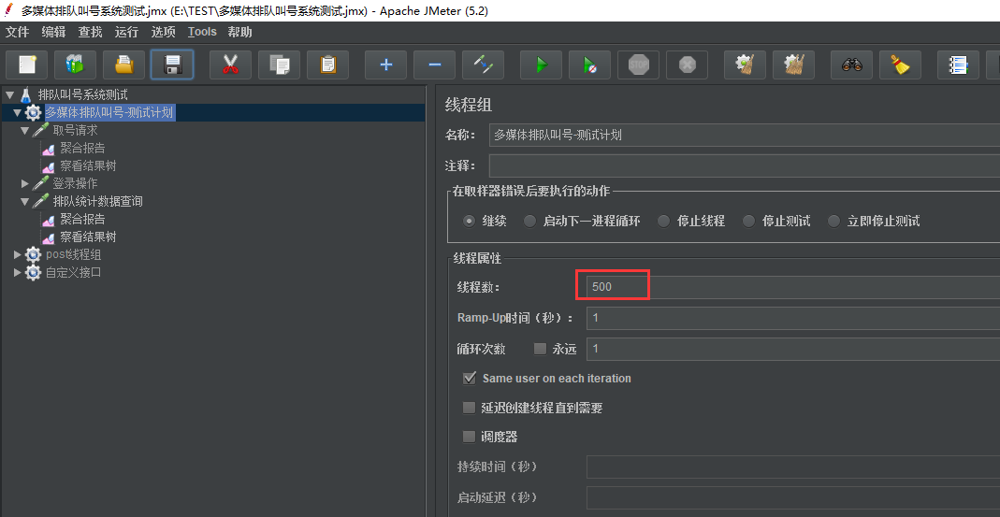 多媒体排队叫号系统测试.jmx (E:\TEST\多媒体排队叫号系统测试.jmx) - Apache JMeter (5.2)
文件 编辑 查找 运行 选项 Tools 帮助
STOP
排队叫号系统测试
多媒体排队叫号-测试计划
取号请求
聚合报告
察看结果树
登录操作
排队统计数据查询
聚合报告
察看结果树
post线程组
自定义接口
线程组
名称: 多媒体排队叫号-测试计划
注释:
在取样器错误后要执行的动作
继续 启动下一进程循环 停止线程 停止测试 立即停止测试
线程属性
线程数: 500
Ramp-Up时间（秒）: 1
循环次数 永远 1
Same user on each iteration
延迟创建线程直到需要
调度器
持续时间（秒）
启动延迟（秒）